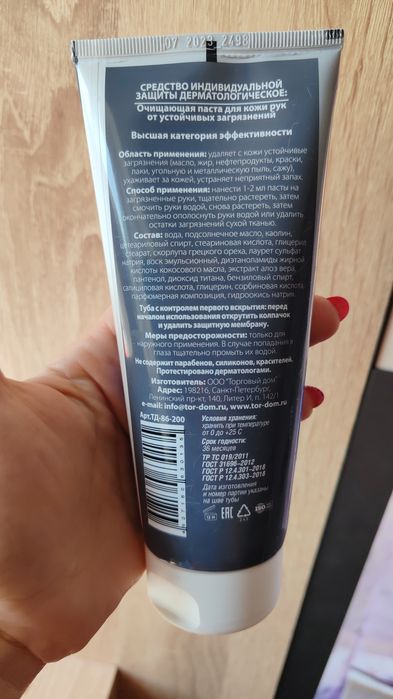 07 2023 2498
СРЕДСТВО ИНДИВИДУАЛЬНОЙ
ЗАЩИТЫ ДЕРМАТОЛОГИЧЕСКОЕ:
Очищающая паста для кожи рук
от устойчивых загрязнений
Высшая категория эффективности
Область применения: удаляет с кожи устойчивые
загрязнения (масло, жир, нефтепродукты, краски,
лаки, угольную и металлическую пыль, сажу),
ухаживает за кожей, устраняет неприятный запах.
Способ применения: нанести 1-2 мл пасты на
загрязненные руки, тщательно растереть, затем
смочить руки водой, снова растереть, затем
окончательно ополоснуть руки водой или удалить
остатки загрязнений сухой тканью.
Состав: вода, подсолнечное масло, каолин,
цетеариловый спирт, стеариновая кислота, глицерил
стеарат, скорлупа грецкого ореха, лаурет сульфат
натрия, воск эмульсионный, диэтаноламиды жирной
кислоты кокосового масла, экстракт алоэ вера,
пантенол, диоксид титана, бензиловый спирт,
салициловая кислота, глицерин, сорбиновая кислота,
парфюмерная композиция, гидроокись натрия.
Туба с контролем первого вскрытия: перед
началом использования открутить колпачок
и удалить защитную мембрану.
Меры предосторожности: только для
наружного применения. В случае попадания в
глаза тщательно промыть их водой.
Не содержит парабенов, силиконов, красителей.
Протестировано дерматологами.
Изготовитель: ООО "Торговый дом"
Адрес: 198216, Санкт-Петербург,
Ленинский пр-кт, 140, Литер И, п. 142/1
e-mail: info@tor-dom.ru, www.tor-dom.ru
Арт.ТД-86-200
Условия хранения:
хранить при температуре
от 0 до +25 С
Срок годности:
36 месяцев
ТР ТС 019/2011
ГОСТ 31696-2012
ГОСТ Р 12.4.301-2018
ГОСТ Р 12.4.303-2018
Дата изготовления
и номер партии указаны
на шве тубы
12 М
EAC
ISO